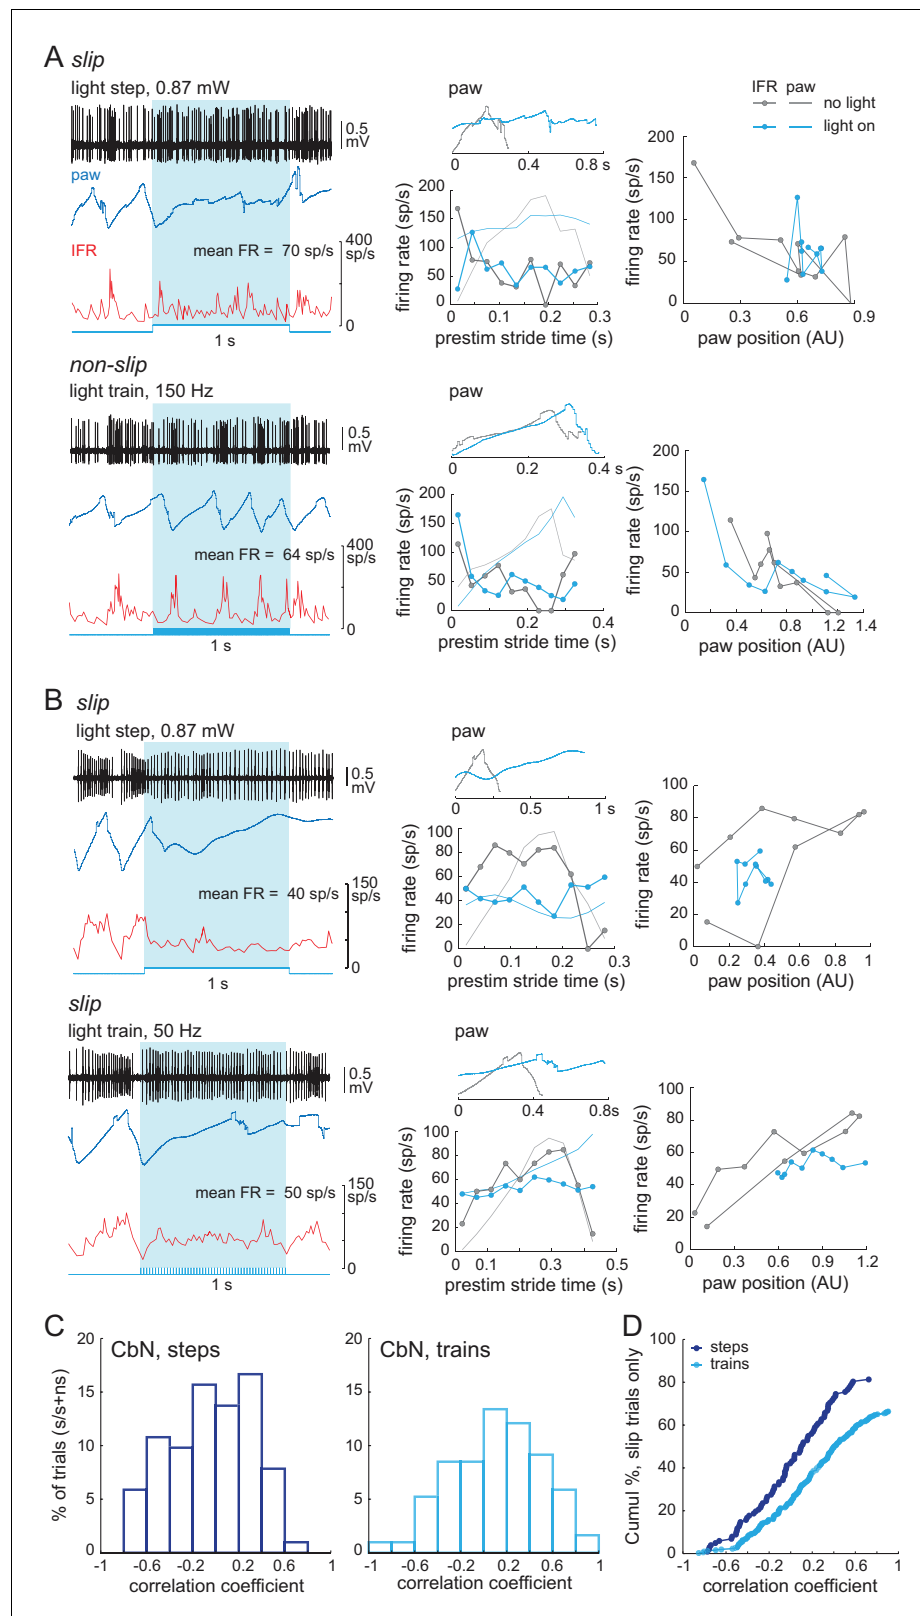 A slip
light step, 0.87 mW
0.5
mV
paw
IFR
mean FR = 70 sp/s
400
sp/s
0
1 s
paw
0 0.4 0.8 s
200
150
100
50
0
firing rate (sp/s)
0 0.1 0.2 0.3
prestim stride time (s)
IFR paw
no light
light on
200
150
100
50
0
firing rate (sp/s)
0 0.3 0.6 0.9
paw position (AU)
non-slip
light train, 150 Hz
0.5
mV
mean FR = 64 sp/s
400
sp/s
0
1 s
paw
0 0.2 0.4 s
200
150
100
50
0
firing rate (sp/s)
0 0.2 0.4
prestim stride time (s)
200
150
100
50
0
firing rate (sp/s)
0 0.4 0.6 0.9 1.2 1.4
paw position (AU)
B slip
light step, 0.87 mW
0.5
mV
mean FR = 40 sp/s
150
sp/s
0
1 s
paw
0 0.5 1 s
100
80
60
40
20
0
firing rate (sp/s)
0 0.1 0.2 0.3
prestim stride time (s)
100
80
60
40
20
0
firing rate (sp/s)
0 0.2 0.4 0.6 0.8 1
paw position (AU)
slip
light train, 50 Hz
0.5
mV
mean FR = 50 sp/s
150
sp/s
0
1 s
paw
0 0.4 0.8s
100
80
60
40
20
0
firing rate (sp/s)
0 0.1 0.3 0.5
prestim stride time (s)
100
80
60
40
20
0
firing rate (sp/s)
0 0.3 0.6 0.9 1.2
paw position (AU)
C
CbN, steps
20
15
10
5
% of trials (s/s+ns)
-1 -0.6 -0.2 0.2 0.6 1
correlation coefficient
CbN, trains
20
15
10
5
0
-1 -0.6 -0.2 0.2 0.6 1
correlation coefficient
D
steps
trains
100
80
60
40
20
0
Cumul %, slip trials only
-1 -0.6 -0.2 0.2 0.6 1
correlation coefficient